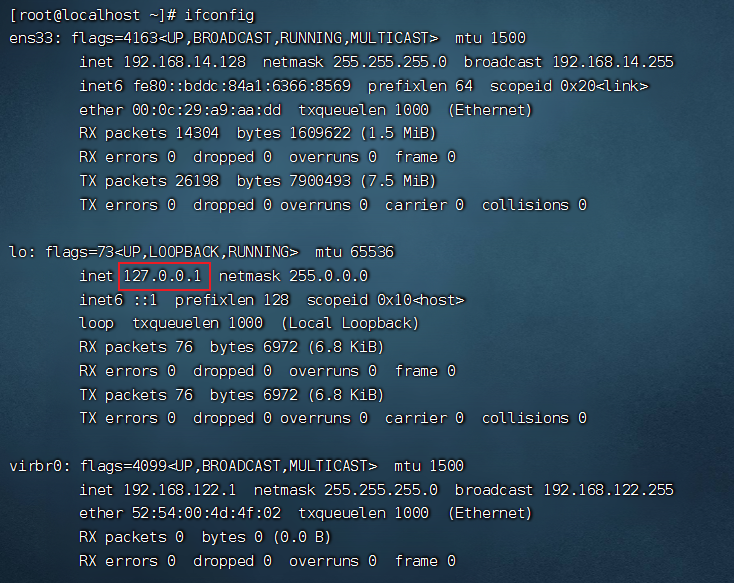 [root@localhost ~]# ifconfig
ens33: flags=4163<UP,BROADCAST,RUNNING,MULTICAST>  mtu 1500
        inet 192.168.14.128  netmask 255.255.255.0  broadcast 192.168.14.255
        inet6 fe80::bddc:84a1:6366:8569  prefixlen 64  scopeid 0x20<link>
        ether 00:0c:29:a9:aa:dd  txqueuelen 1000  (Ethernet)
        RX packets 14304  bytes 1609622 (1.5 MiB)
        RX errors 0  dropped 0  overruns 0  frame 0
        TX packets 26198  bytes 7900493 (7.5 MiB)
        TX errors 0  dropped 0 overruns 0  carrier 0  collisions 0
lo: flags=73<UP,LOOPBACK,RUNNING>  mtu 65536
        inet 127.0.0.1  netmask 255.0.0.0
        inet6 ::1  prefixlen 128  scopeid 0x10<host>
        loop  txqueuelen 1000  (Local Loopback)
        RX packets 76  bytes 6972 (6.8 KiB)
        RX errors 0  dropped 0  overruns 0  frame 0
        TX packets 76  bytes 6972 (6.8 KiB)
        TX errors 0  dropped 0 overruns 0  carrier 0  collisions 0
virbr0: flags=4099<UP,BROADCAST,MULTICAST>  mtu 1500
        inet 192.168.122.1  netmask 255.255.255.0  broadcast 192.168.122.255
        ether 52:54:00:4d:4f:02  txqueuelen 1000  (Ethernet)
        RX packets 0  bytes 0 (0.0 B)
        RX errors 0  dropped 0  overruns 0  frame 0